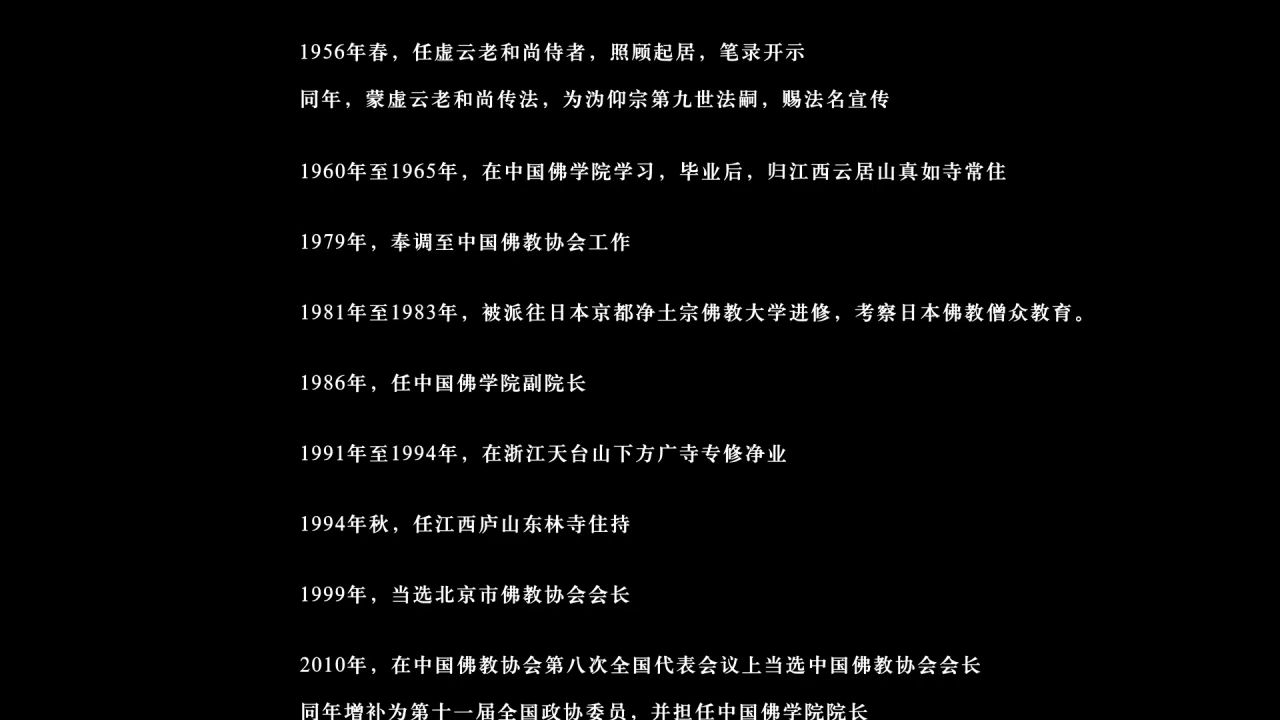 1956年春，任虚云老和尚侍者，照顾起居，笔录开示
同年，蒙虚云老和尚传法，为沩仰宗第九世法嗣，赐法名宣传
1960年至1965年，在中国佛学院学习，毕业后，归江西云居山真如寺常住
1979年，奉调至中国佛教协会工作
1981年至1983年，被派往日本京都净土宗佛教大学进修，考察日本佛教僧众教育。
1986年，任中国佛学院副院长
1991年至1994年，在浙江天台山下方广寺专修净业
1994年秋，任江西庐山东林寺住持
1999年，当选北京市佛教协会会长
2010年，在中国佛教协会第八次全国代表会议上当选中国佛教协会会长
同年增补为第十一届全国政协委员，并担任中国佛学院院长